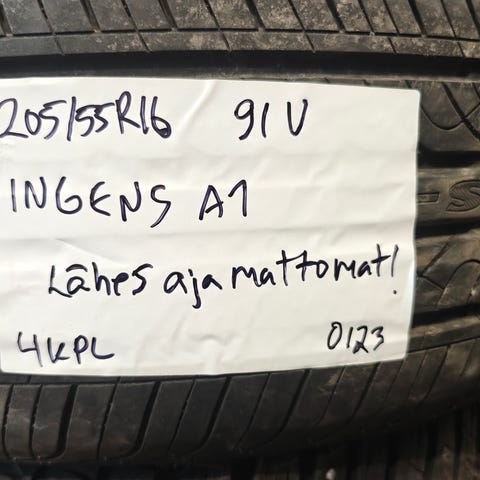 205/55R16 91V
INGENS A1
Lähes ajamattomat!
4KPL 0123
-S